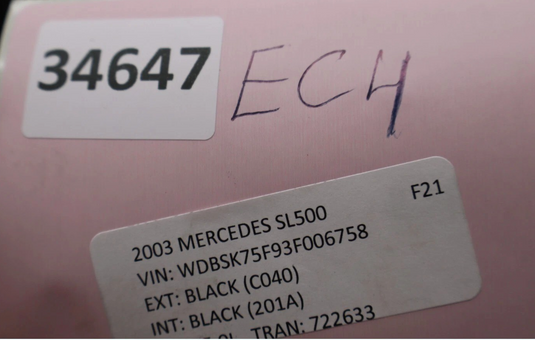 34647
ECH
F21
2003 MERCEDES SL500
VIN: WDBSK75F93F006758
EXT: BLACK (C040)
INT: BLACK (201A)
TRAN: 722633